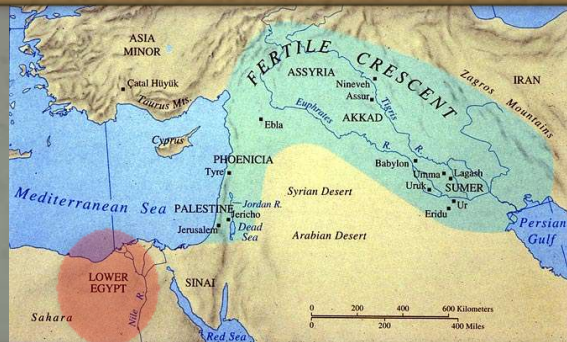 ASIA
MINOR
FERTILE CRESCENT
ASSYRIA
IRAN
Zagros Mountains
Nineveh
Çatal Hüyük
Assur
Taurus Mts.
Tigris R.
Euphrates R.
AKKAD
Ebla
Cyprus
PHOENICIA
Babylon
Tyre
Umma
Lagash
Uruk
SUMER
Syrian Desert
Mediterranean Sea
Jordan R.
Ur
PALESTINE
Jericho
Eridu
Persian
Gulf
Jerusalem
Dead
Sea
Arabian Desert
LOWER
EGYPT
SINAI
Nile R.
Sahara
0 200 400 600 Kilometers
0 200 400 Miles
Red Sea